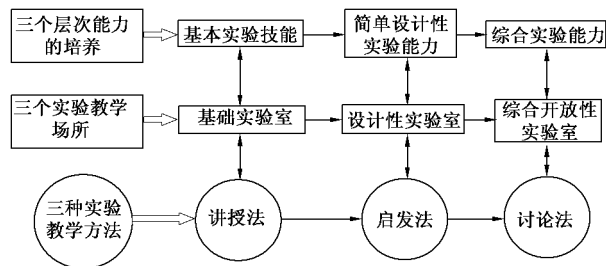 三个层次能力
的培养
基本实验技能
简单设计性
实验能力
综合实验能力
三个实验教学
场所
基础实验室
设计性实验室
综合开放性
实验室
三种实验
教学方法
讲授法
启发法
讨论法